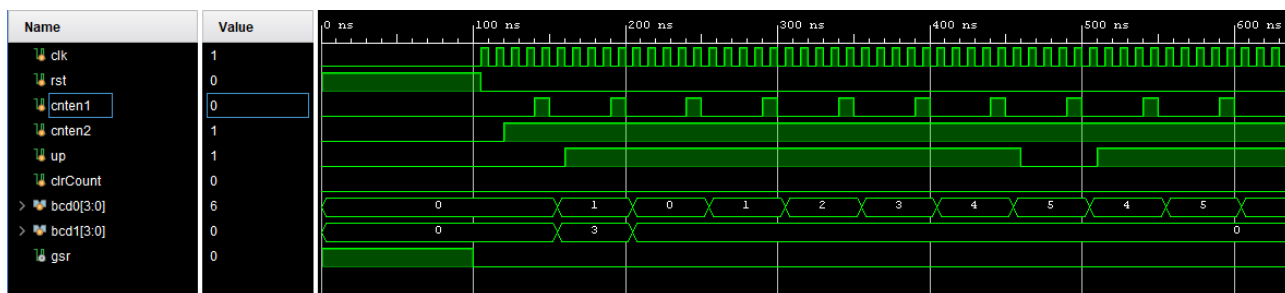 Name Value 0 ns 100 ns 200 ns 300 ns 400 ns 500 ns 600 ns
clk 1
rst 0
cnten1 0
cnten2 1
up 1
clrCount 0
bcd0[3:0] 6 0 1 0 1 2 3 4 5 4 5
bcd1[3:0] 0 0 3 0
gsr 0